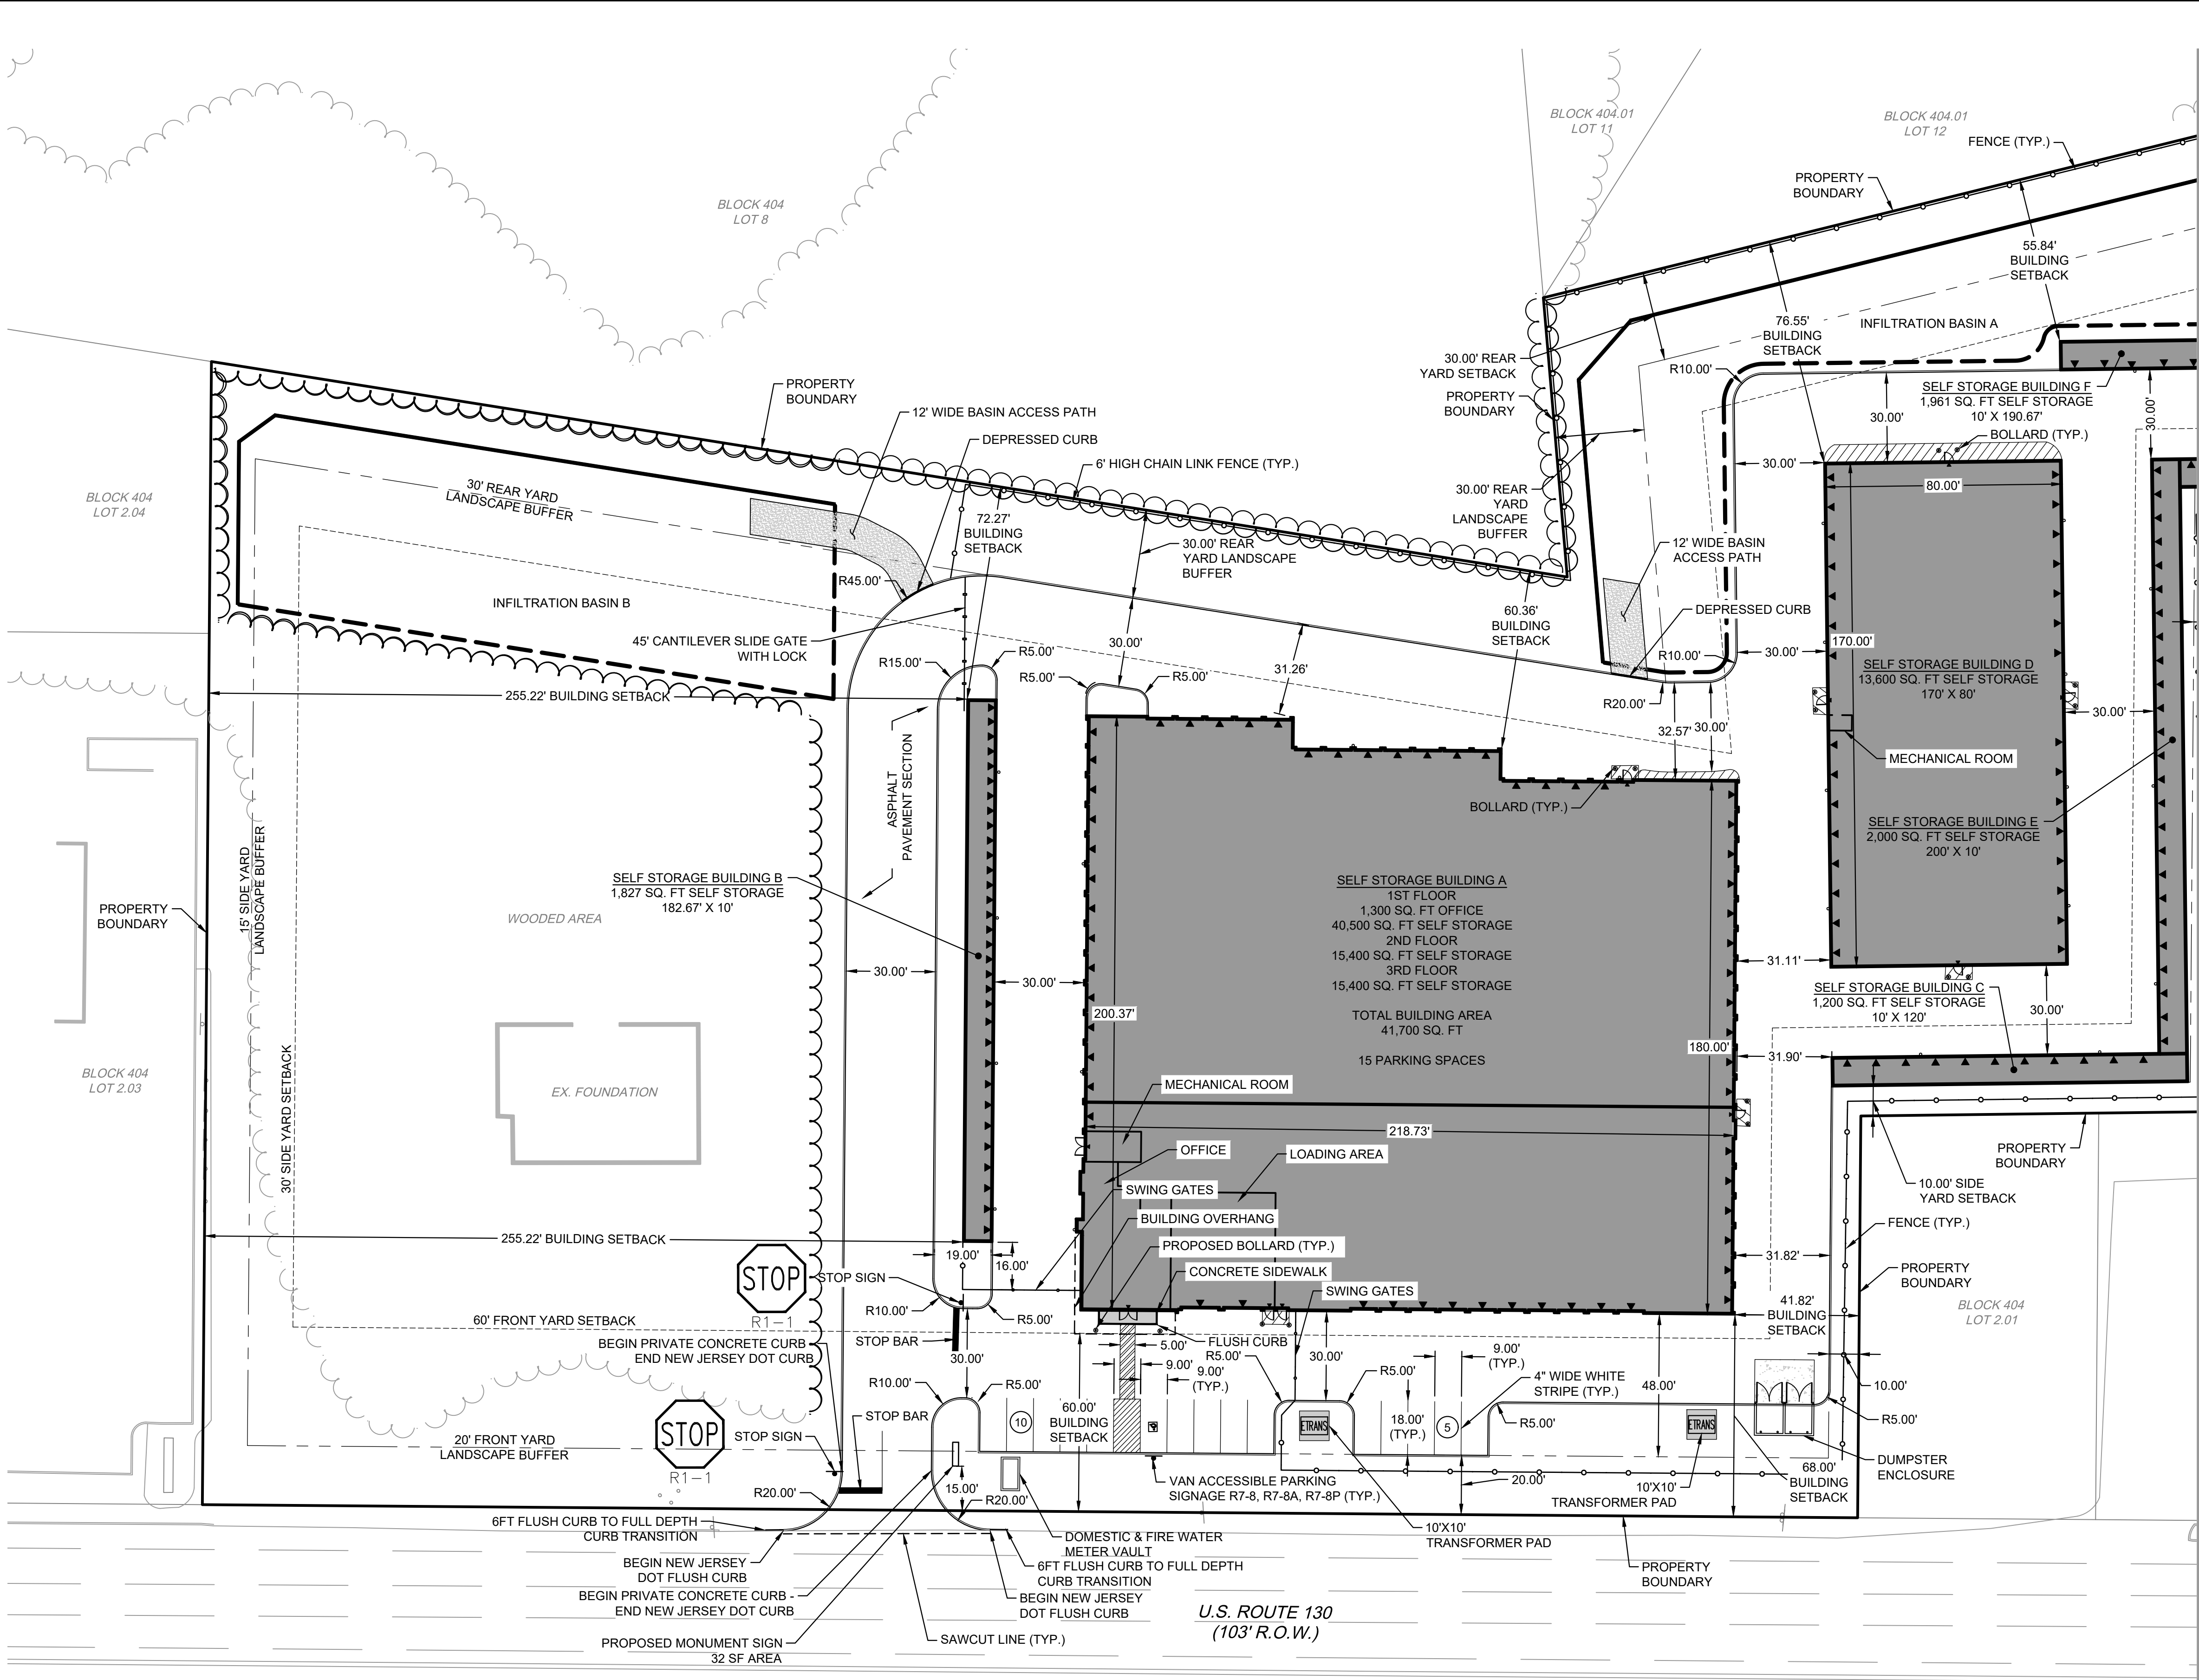 BLOCK 404.01
LOT 11
BLOCK 404.01
LOT 12
FENCE (TYP.)
PROPERTY
BOUNDARY
BLOCK 404
LOT 8
55.84'
BUILDING
SETBACK
76.55'
BUILDING
SETBACK
INFILTRATION BASIN A
30.00' REAR
YARD SETBACK
R10.00'
PROPERTY
BOUNDARY
SELF STORAGE BUILDING F
1,961 SQ. FT SELF STORAGE
10' X 190.67'
30.00'
30.00'
BOLLARD (TYP.)
PROPERTY
BOUNDARY
12' WIDE BASIN ACCESS PATH
DEPRESSED CURB
6' HIGH CHAIN LINK FENCE (TYP.)
30.00'
80.00'
BLOCK 404
LOT 2.04
30' REAR YARD
LANDSCAPE BUFFER
30.00' REAR
YARD
LANDSCAPE
BUFFER
72.27'
BUILDING
SETBACK
30.00' REAR
YARD LANDSCAPE
BUFFER
12' WIDE BASIN
ACCESS PATH
R45.00'
INFILTRATION BASIN B
DEPRESSED CURB
60.36'
BUILDING
SETBACK
45' CANTILEVER SLIDE GATE
WITH LOCK
30.00'
170.00'
R15.00'
R5.00'
R5.00'
R5.00'
31.26'
R10.00'
30.00'
SELF STORAGE BUILDING D
13,600 SQ. FT SELF STORAGE
170' X 80'
255.22' BUILDING SETBACK
R20.00'
32.57'
30.00'
30.00'
MECHANICAL ROOM
ASPHALT
PAVEMENT SECTION
BOLLARD (TYP.)
SELF STORAGE BUILDING E
2,000 SQ. FT SELF STORAGE
200' X 10'
15' SIDE YARD
LANDSCAPE BUFFER
SELF STORAGE BUILDING B
1,827 SQ. FT SELF STORAGE
182.67' X 10'
PROPERTY
BOUNDARY
WOODED AREA
SELF STORAGE BUILDING A
1ST FLOOR
1,300 SQ. FT OFFICE
40,500 SQ. FT SELF STORAGE
2ND FLOOR
15,400 SQ. FT SELF STORAGE
3RD FLOOR
15,400 SQ. FT SELF STORAGE
TOTAL BUILDING AREA
41,700 SQ. FT
15 PARKING SPACES
30.00'
30.00'
31.11'
SELF STORAGE BUILDING C
1,200 SQ. FT SELF STORAGE
10' X 120'
30.00'
200.37'
180.00'
31.90'
BLOCK 404
LOT 2.03
EX. FOUNDATION
30' SIDE YARD SETBACK
MECHANICAL ROOM
218.73'
OFFICE
LOADING AREA
PROPERTY
BOUNDARY
SWING GATES
10.00' SIDE
YARD SETBACK
BUILDING OVERHANG
FENCE (TYP.)
255.22' BUILDING SETBACK
PROPOSED BOLLARD (TYP.)
19.00'
16.00'
31.82'
CONCRETE SIDEWALK
PROPERTY
BOUNDARY
STOP
STOP SIGN
SWING GATES
R10.00'
R5.00'
R1-1
60' FRONT YARD SETBACK
41.82'
BUILDING
SETBACK
BLOCK 404
LOT 2.01
BEGIN PRIVATE CONCRETE CURB
END NEW JERSEY DOT CURB
STOP BAR
30.00'
FLUSH CURB
5.00'
R5.00'
9.00'
9.00'
(TYP.)
30.00'
R5.00'
9.00'
(TYP.)
4" WIDE WHITE
STRIPE (TYP.)
48.00'
10.00'
R10.00'
R5.00'
60.00'
BUILDING
SETBACK
10
18.00'
(TYP.)
5
R5.00'
R5.00'
ETRANS
ETRANS
STOP
STOP BAR
STOP SIGN
R1-1
20' FRONT YARD
LANDSCAPE BUFFER
DUMPSTER
ENCLOSURE
68.00'
BUILDING
SETBACK
15.00'
R20.00'
R20.00'
VAN ACCESSIBLE PARKING
SIGNAGE R7-8, R7-8A, R7-8P (TYP.)
20.00'
10'X10'
TRANSFORMER PAD
6FT FLUSH CURB TO FULL DEPTH
CURB TRANSITION
10'X10'
TRANSFORMER PAD
DOMESTIC & FIRE WATER
METER VAULT
BEGIN NEW JERSEY
DOT FLUSH CURB
6FT FLUSH CURB TO FULL DEPTH
CURB TRANSITION
PROPERTY
BOUNDARY
BEGIN PRIVATE CONCRETE CURB -
END NEW JERSEY DOT CURB
BEGIN NEW JERSEY
DOT FLUSH CURB
U.S. ROUTE 130
(103' R.O.W.)
PROPOSED MONUMENT SIGN
32 SF AREA
SAWCUT LINE (TYP.)